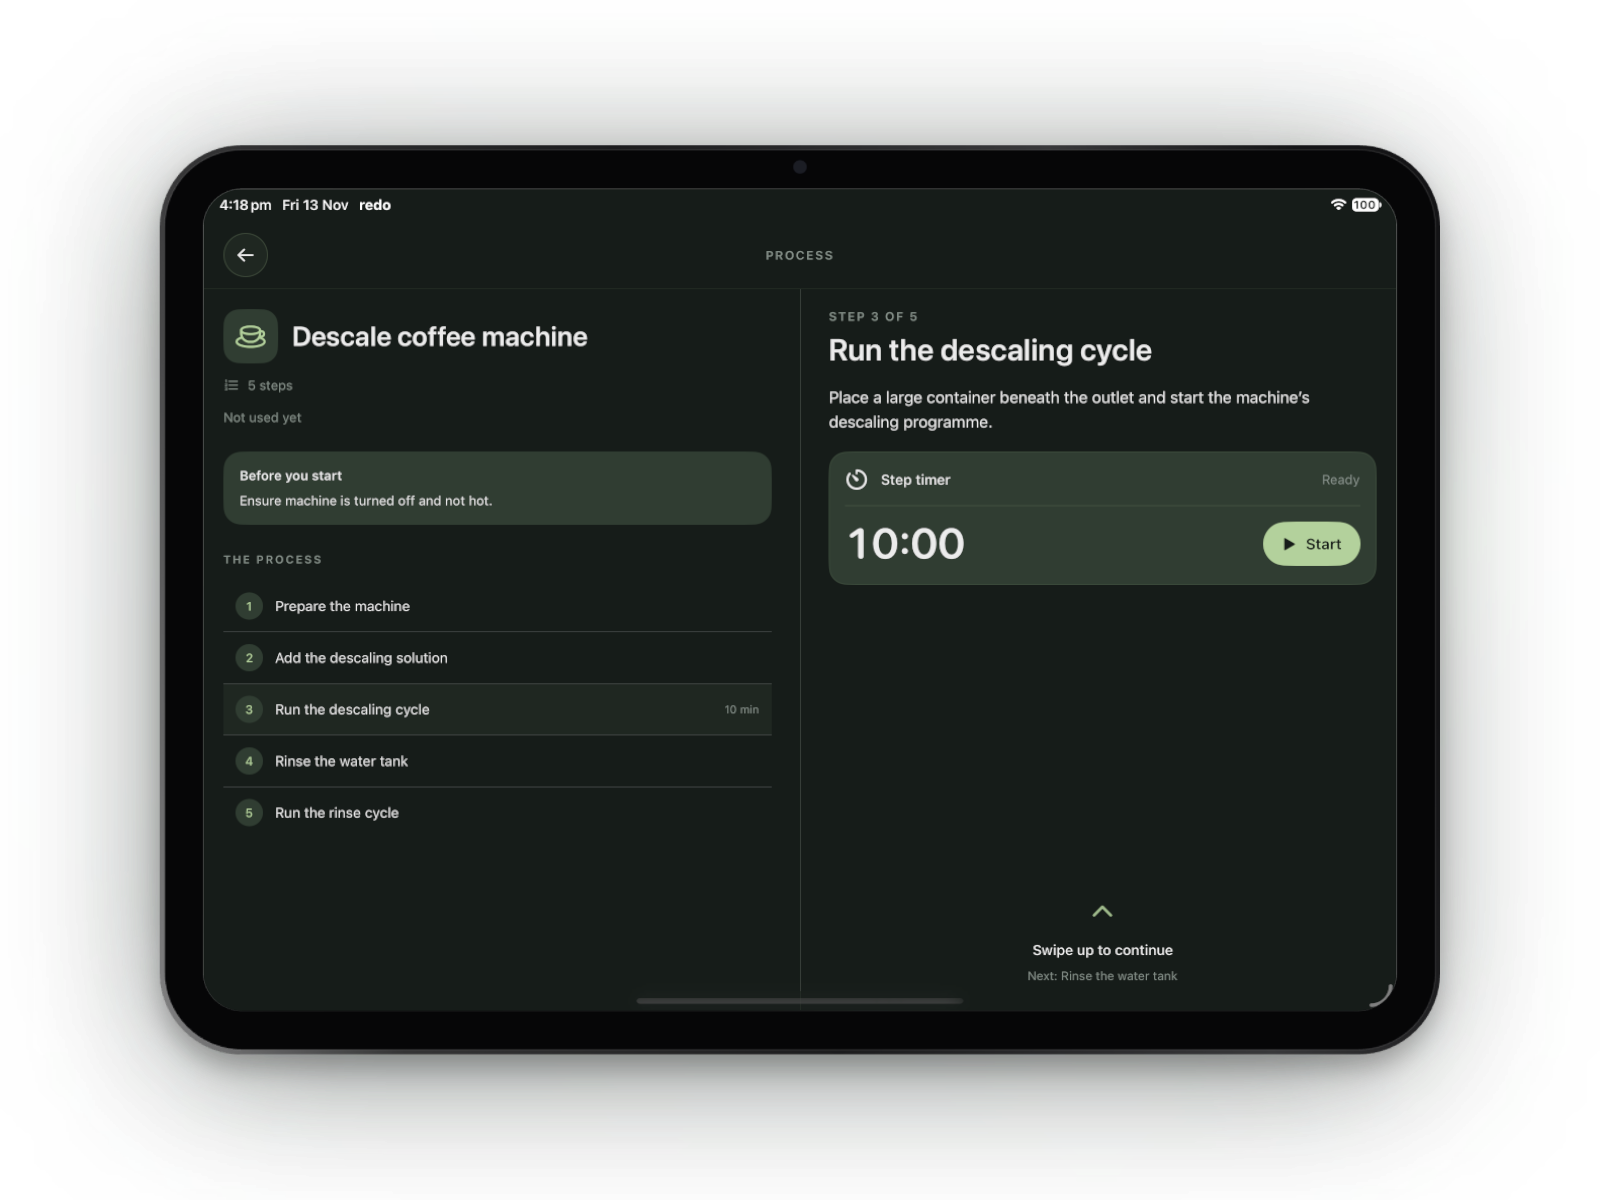 4:18 pm Fri 13 Nov redo
100
PROCESS
Descale coffee machine
5 steps
Not used yet
Before you start
Ensure machine is turned off and not hot.
THE PROCESS
1 Prepare the machine
2 Add the descaling solution
3 Run the descaling cycle 10 min
4 Rinse the water tank
5 Run the rinse cycle
STEP 3 OF 5
Run the descaling cycle
Place a large container beneath the outlet and start the machine’s
descaling programme.
Step timer Ready
10:00 Start
Swipe up to continue
Next: Rinse the water tank